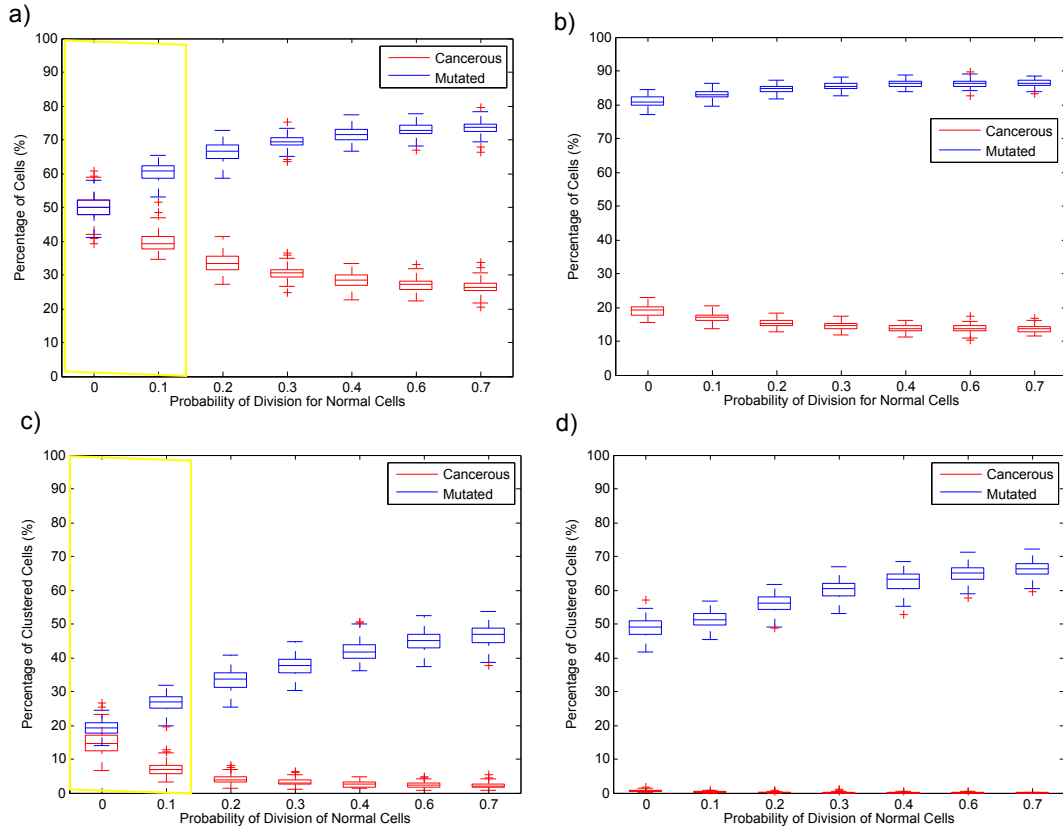 a)
Percentage of Cells (%)
100
90
80
70
60
50
40
30
20
10
0
Cancerous
Mutated
0 0.1 0.2 0.3 0.4 0.6 0.7
Probability of Division for Normal Cells
b)
Percentage of Cells (%)
100
90
80
70
60
50
40
30
20
10
0
Cancerous
Mutated
0 0.1 0.2 0.3 0.4 0.6 0.7
Probability of Division for Normal Cells
c)
Percentage of Clustered Cells (%)
100
90
80
70
60
50
40
30
20
10
0
Cancerous
Mutated
0 0.1 0.2 0.3 0.4 0.6 0.7
Probability of Division of Normal Cells
d)
Percentage of Clustered Cells (%)
100
90
80
70
60
50
40
30
20
10
0
Cancerous
Mutated
0 0.1 0.2 0.3 0.4 0.6 0.7
Probability of Division of Normal Cells